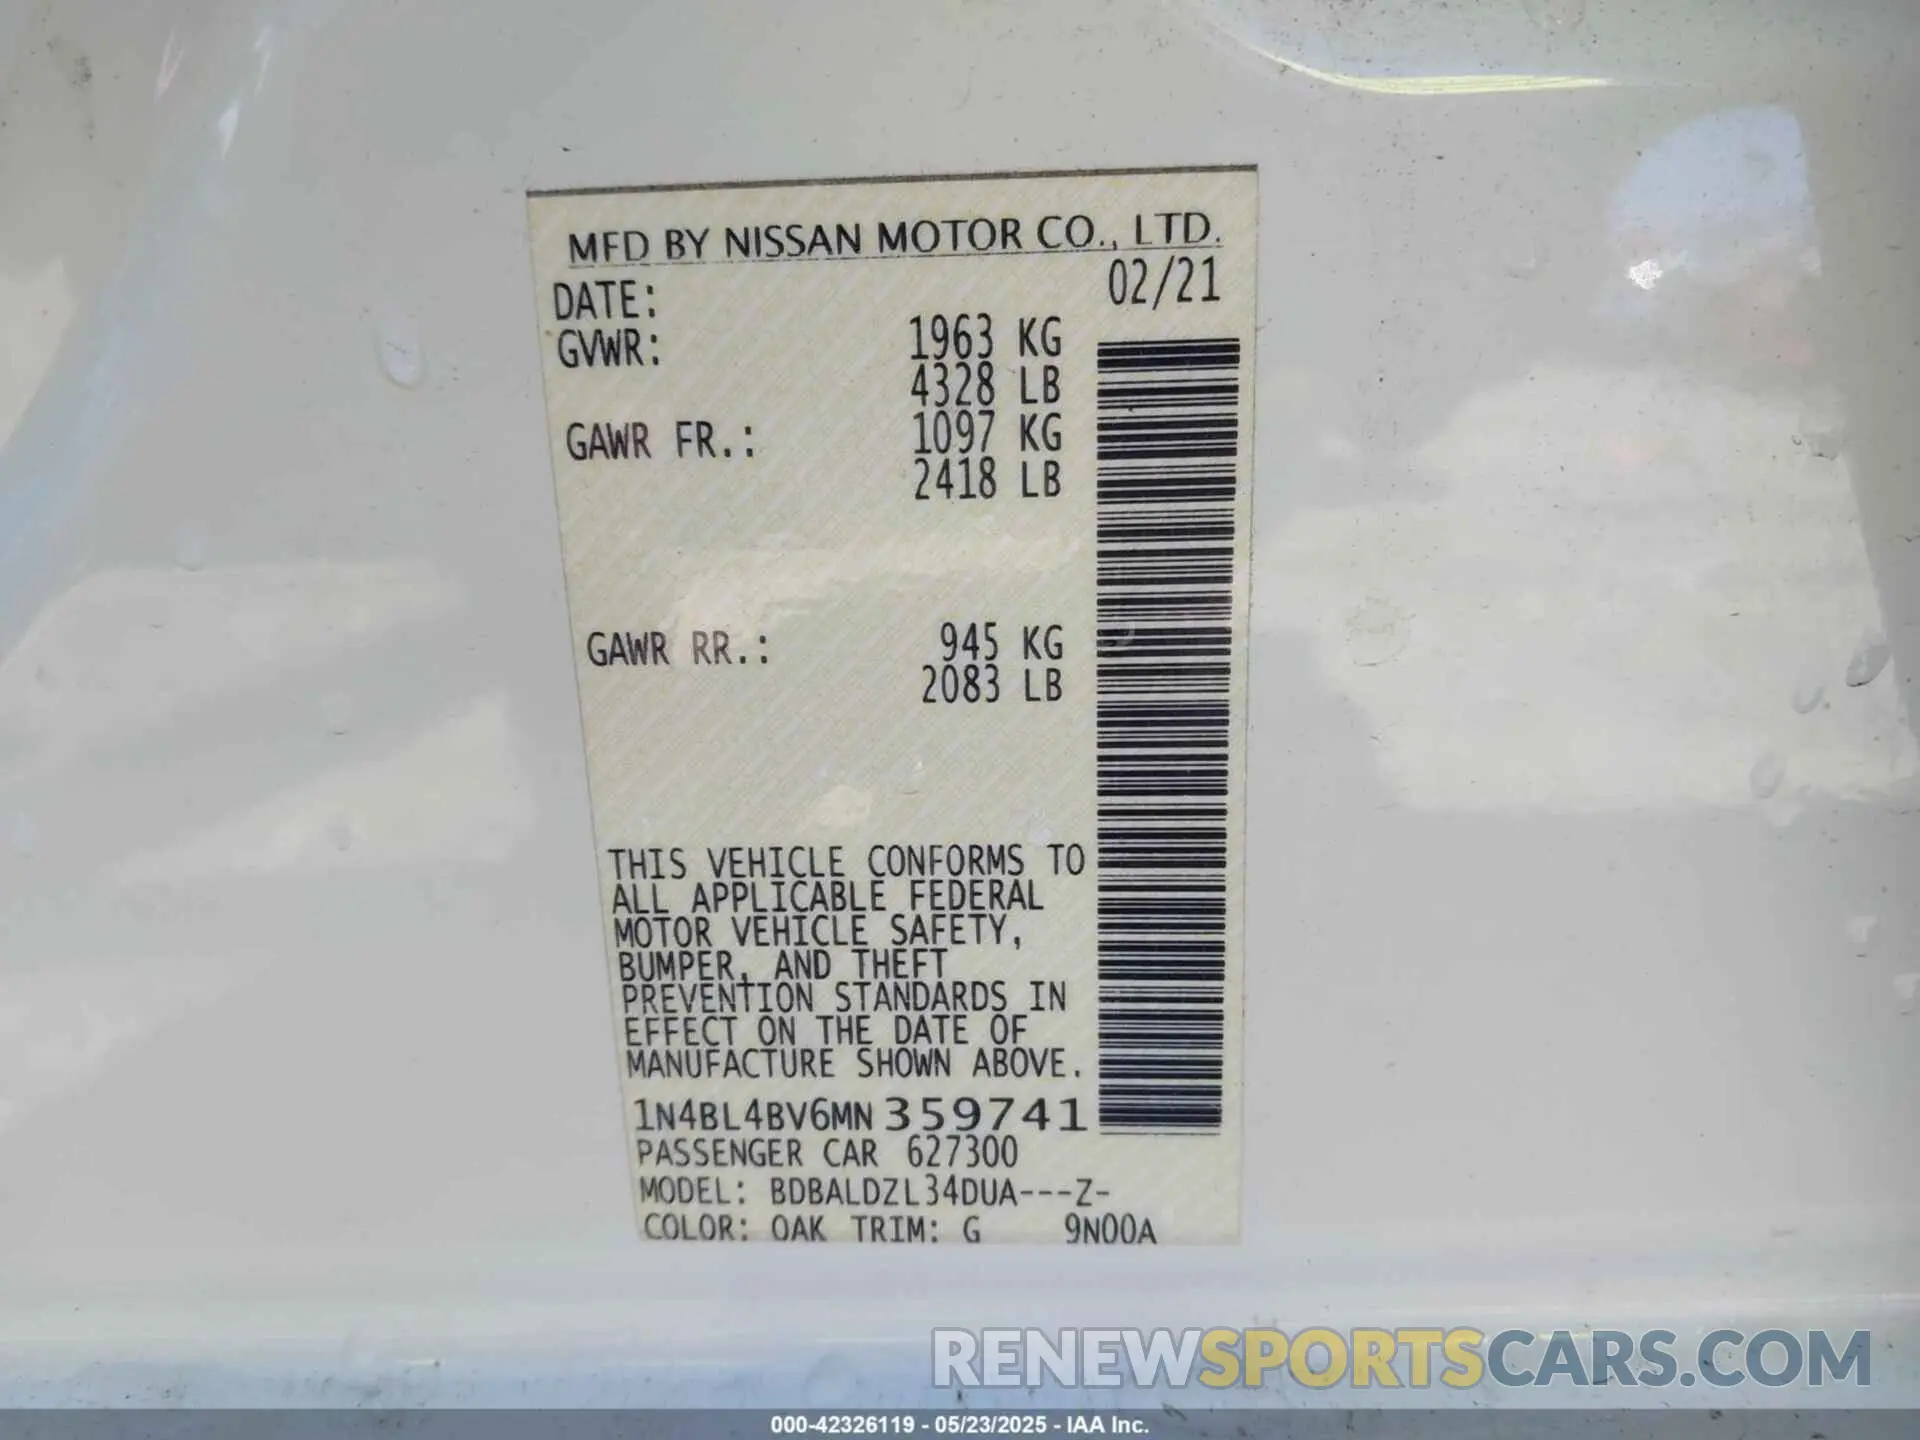 MFD BY NISSAN MOTOR CO., LTD.
DATE: 02/21
GVWR: 1963 KG
4328 LB
GAWR FR.: 1097 KG
2418 LB
GAWR RR.: 945 KG
2083 LB
THIS VEHICLE CONFORMS TO
ALL APPLICABLE FEDERAL
MOTOR VEHICLE SAFETY,
BUMPER, AND THEFT
PREVENTION STANDARDS IN
EFFECT ON THE DATE OF
MANUFACTURE SHOWN ABOVE.
1N4BL4BV6MN359741
PASSENGER CAR 627300
MODEL: BDBALDZL34DUA---Z-
COLOR: QAK TRIM: G 9N00A
RENEWSPORTSCARS.COM
000-42326119 - 05/23/2025 - IAA Inc.